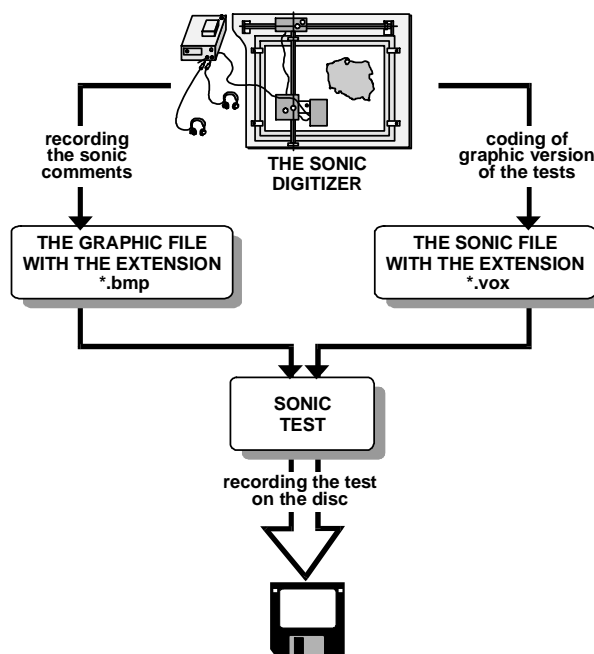 THE SONIC
DIGITIZER
recording
the sonic
comments
coding of
graphic version
of the tests
THE GRAPHIC FILE
WITH THE EXTENSION
*.bmp
THE SONIC FILE
WITH THE EXTENSION
*.vox
SONIC
TEST
recording the test
on the disc